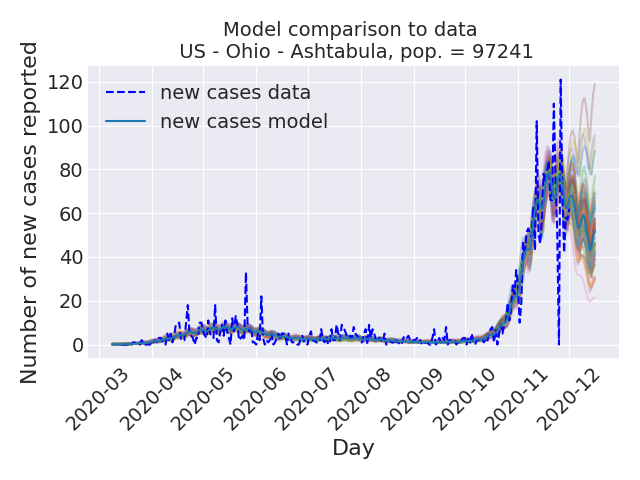 Model comparison to data
US - Ohio - Ashtabula, pop. = 97241
Number of new cases reported
120
100
80
60
40
20
0
new cases data
new cases model
2020-03
2020-04
2020-05
2020-06
2020-07
2020-08
2020-09
2020-10
2020-11
2020-12
Day